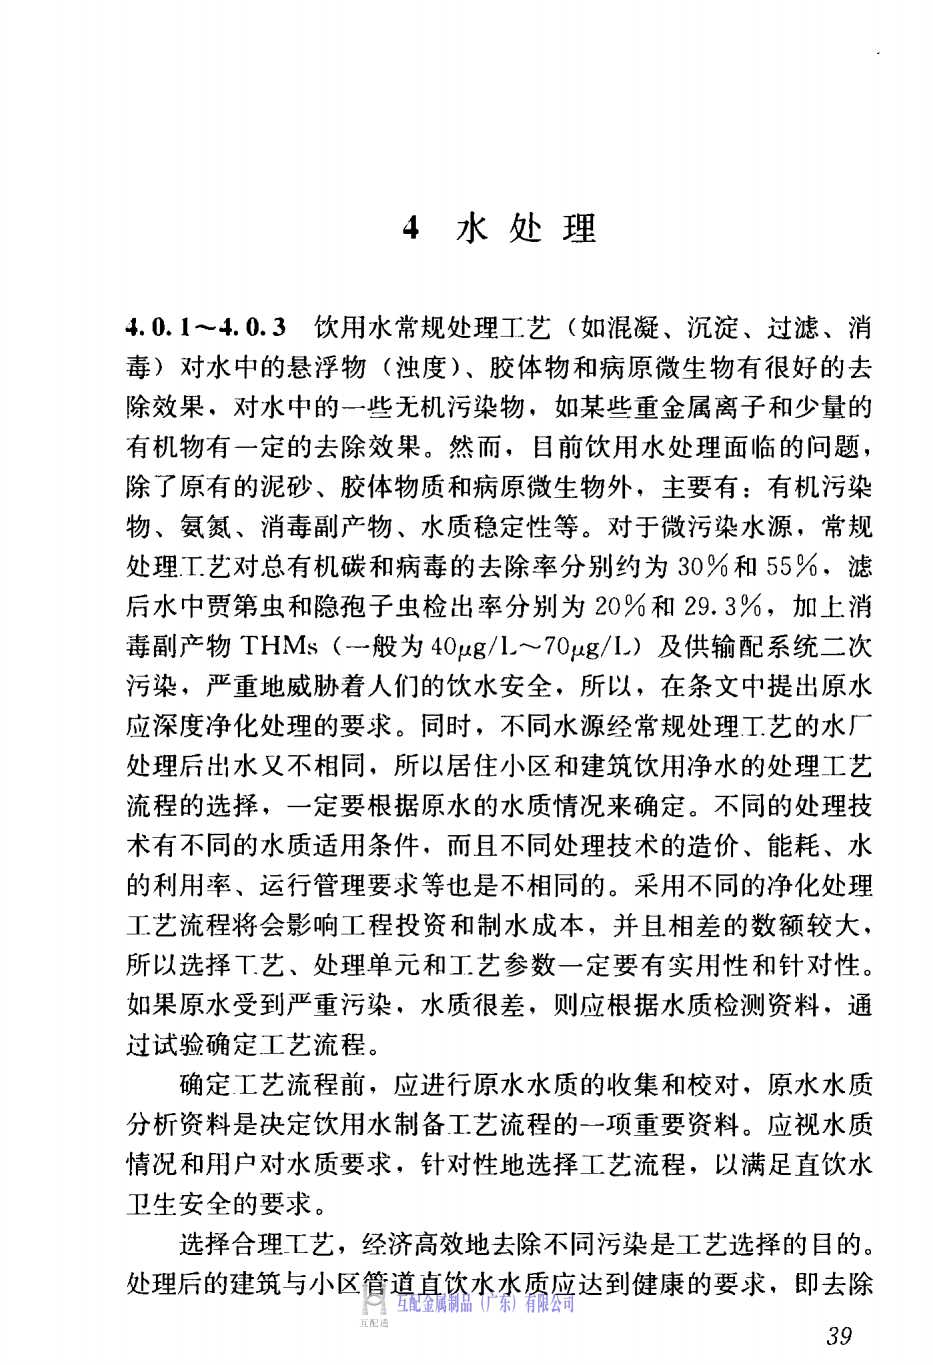 4 水处理
4.0.1～4.0.3 饮用水常规处理工艺（如混凝、沉淀、过滤、消
毒）对水中的悬浮物（浊度）、胶体物和病原微生物有很好的去
除效果，对水中的一些无机污染物，如某些重金属离子和少量的
有机物有一定的去除效果。然而，目前饮用水处理面临的问题，
除了原有的泥砂、胶体物质和病原微生物外，主要有：有机污染
物、氨氮、消毒副产物、水质稳定性等。对于微污染水源，常规
处理工艺对总有机碳和病毒的去除率分别约为 30%和 55%，滤
后水中贾第虫和隐孢子虫检出率分别为 20%和 29.3%，加上消
毒副产物 THMs（一般为 40μg/L～70μg/L）及供输配系统二次
污染，严重地威胁着人们的饮水安全，所以，在条文中提出原水
应深度净化处理的要求。同时，不同水源经常规处理工艺的水厂
处理后出水又不相同，所以居住小区和建筑饮用净水的处理工艺
流程的选择，一定要根据原水的水质情况来确定。不同的处理技
术有不同的水质适用条件，而且不同处理技术的造价、能耗、水
的利用率、运行管理要求等也是不相同的。采用不同的净化处理
工艺流程将会影响工程投资和制水成本，并且相差的数额较大，
所以选择工艺、处理单元和工艺参数一定要有实用性和针对性。
如果原水受到严重污染，水质很差，则应根据水质检测资料，通
过试验确定工艺流程。
确定工艺流程前，应进行原水水质的收集和校对，原水水质
分析资料是决定饮用水制备工艺流程的一项重要资料。应视水质
情况和用户对水质要求，针对性地选择工艺流程，以满足直饮水
卫生安全的要求。
选择合理工艺，经济高效地去除不同污染是工艺选择的目的。
处理后的建筑与小区管道直饮水水质应达到健康的要求，即去除
互配金属制品（广东）有限公司
互配通
39